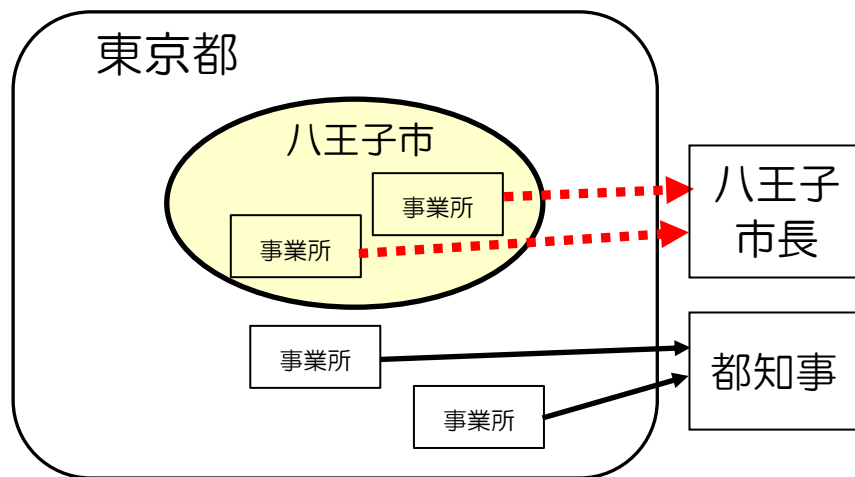 東京都
八王子市
事業所
事業所
事業所
事業所
八王子
市長
都知事